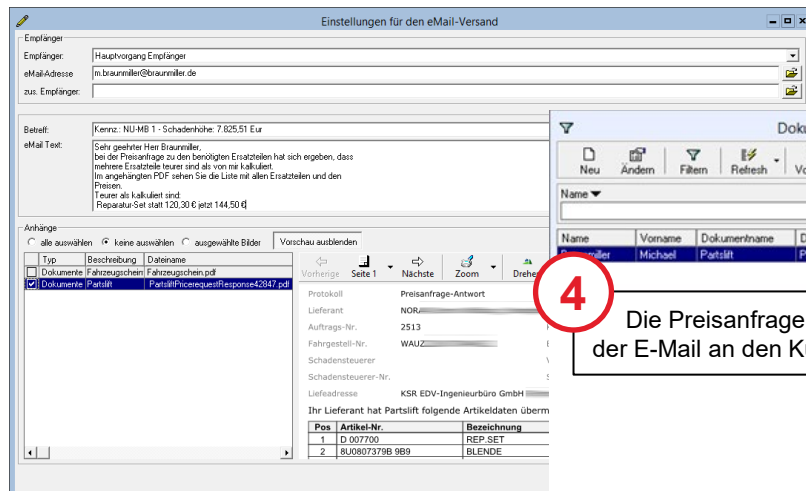 Einstellungen für den eMail-Versand
Empfänger
Empfänger: Hauptvorgang Empfänger
eMail-Adresse m.braunmiller@braunmiller.de
zus. Empfänger:
Betreff: Kennz.: NU-MB 1 - Schadenhöhe: 7.825,51 Eur
eMail Text: Sehr geehrter Herr Braunmiller,
bei der Preisanfrage zu den benötigten Ersatzteilen hat sich ergeben, dass
mehrere Ersatzteile teurer sind als von mir kalkuliert.
Im angehängten PDF sehen Sie die Liste mit allen Ersatzteilen und den
Preisen.
Teurer als kalkuliert sind:
Reparatur-Set statt 120,30 € jetzt 144,50 €
Anhänge
alle auswählen keine auswählen ausgewählte Bilder Vorschau ausblenden
Typ Beschreibung Dateiname
Dokumente Fahrzeugschein Fahrzeugschein.pdf
Dokumente Partslift PartsliftPricerequestResponse42847.pdf
Vorherige Seite 1 Nächste Zoom Drehen
Protokoll Preisanfrage-Antwort
Lieferant NOR
Auftrags-Nr. 2513
Fahrgestell-Nr. WAUZ
Schadensteuerer
Schadensteuerer-Nr.
Liefeadresse KSR EDV-Ingenieurbüro GmbH
Ihr Lieferant hat Partslift folgende Artikeldaten überm
Pos Artikel-Nr. Bezeichnung
1 D 007700 REP.SET
2 8U0807379B 9B9 BLENDE
Doku
Neu Ändern Filtern Refresh Vo
Name
Name Vorname Dokumentname D
Michael Partslift P
4
Die Preisanfrage
der E-Mail an den Ku